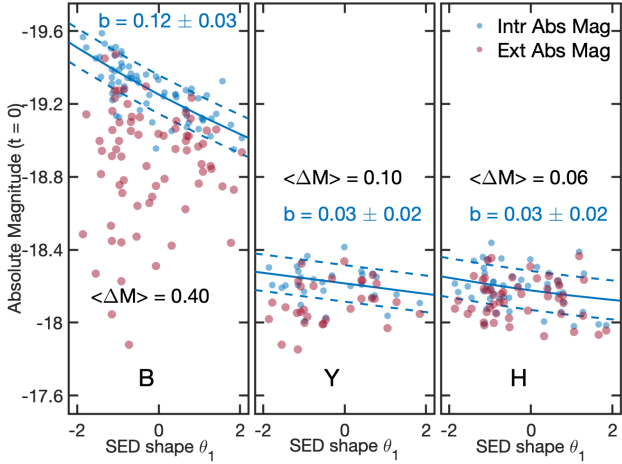 b = 0.12 ± 0.03
Intr Abs Mag
Ext Abs Mag
<ΔM> = 0.10
b = 0.03 ± 0.02
<ΔM> = 0.06
b = 0.03 ± 0.02
<ΔM> = 0.40
B
Y
H
Absolute Magnitude (t = 0)
-19.6
-19.2
-18.8
-18.4
-18
-17.6
-2 0 2
-2 0 2
-2 0 2
SED shape θ₁
SED shape θ₁
SED shape θ₁